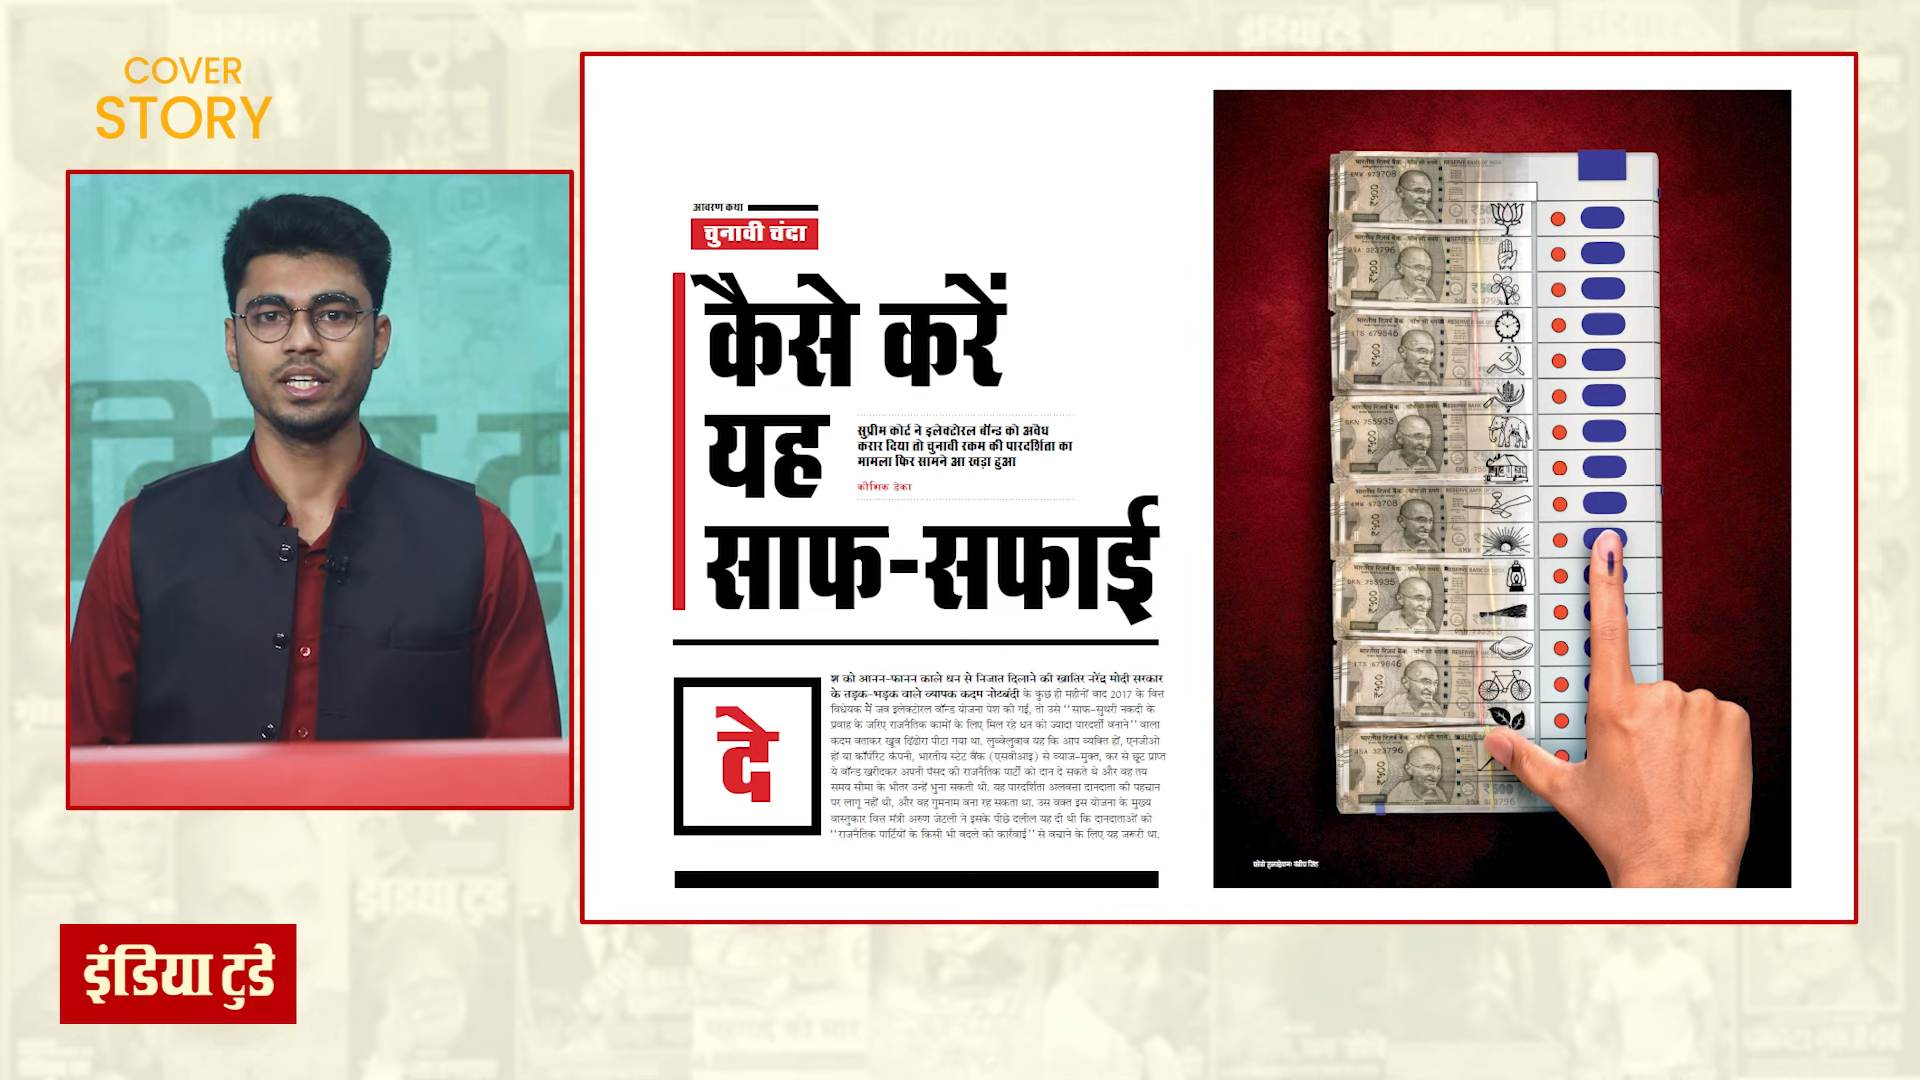 COVER
STORY
आवरण कथा
चुनावी चंदा
कैसे करें
यह
साफ-सफाई
सुप्रीम कोर्ट ने इलेक्टोरल बॉन्ड को अवैध
करार दिया तो चुनावी रकम की पारदर्शिता का
मामला फिर सामने आ खड़ा हुआ
कौशिक डेका
दे
श को आनन-फानन काले धन से निजात दिलाने की खातिर नरेंद्र मोदी सरकार
के तड़क-भड़क वाले व्यापक कदम नोटबंदी के कुछ ही महीनों बाद 2017 के वित्त
विधेयक में जब इलेक्टोरल बॉन्ड योजना पेश की गई, तो उसे ‘‘साफ-सुथरी नकदी के
प्रवाह के जरिए राजनैतिक कामों के लिए मिल रहे धन को ज्यादा पारदर्शी बनाने’’ वाला
कदम बताकर खूब ढिंढोरा पीटा गया था. लुब्बेलुबाब यह कि आप व्यक्ति हों, एनजीओ
हों या कॉर्पोरेट कंपनी, भारतीय स्टेट बैंक (एसबीआइ) से ब्याज-मुक्त, कर से छूट प्राप्त
ये बॉन्ड खरीदकर अपनी पसंद की राजनैतिक पार्टी को दान दे सकते थे और वह तय
समय सीमा के भीतर उन्हें भुना सकती थी. यह पारदर्शिता अलबत्ता दानदाता की पहचान
पर लागू नहीं थी, और वह गुमनाम बना रह सकता था. उस वक्त इस योजना के मुख्य
वास्तुकार वित्त मंत्री अरुण जेटली ने इसके पीछे दलील यह दी थी कि दानदाताओं को
‘‘राजनैतिक पार्टियों के किसी भी बदले की कार्रवाई’’ से बचाने के लिए यह जरूरी था.
इंडिया टुडे